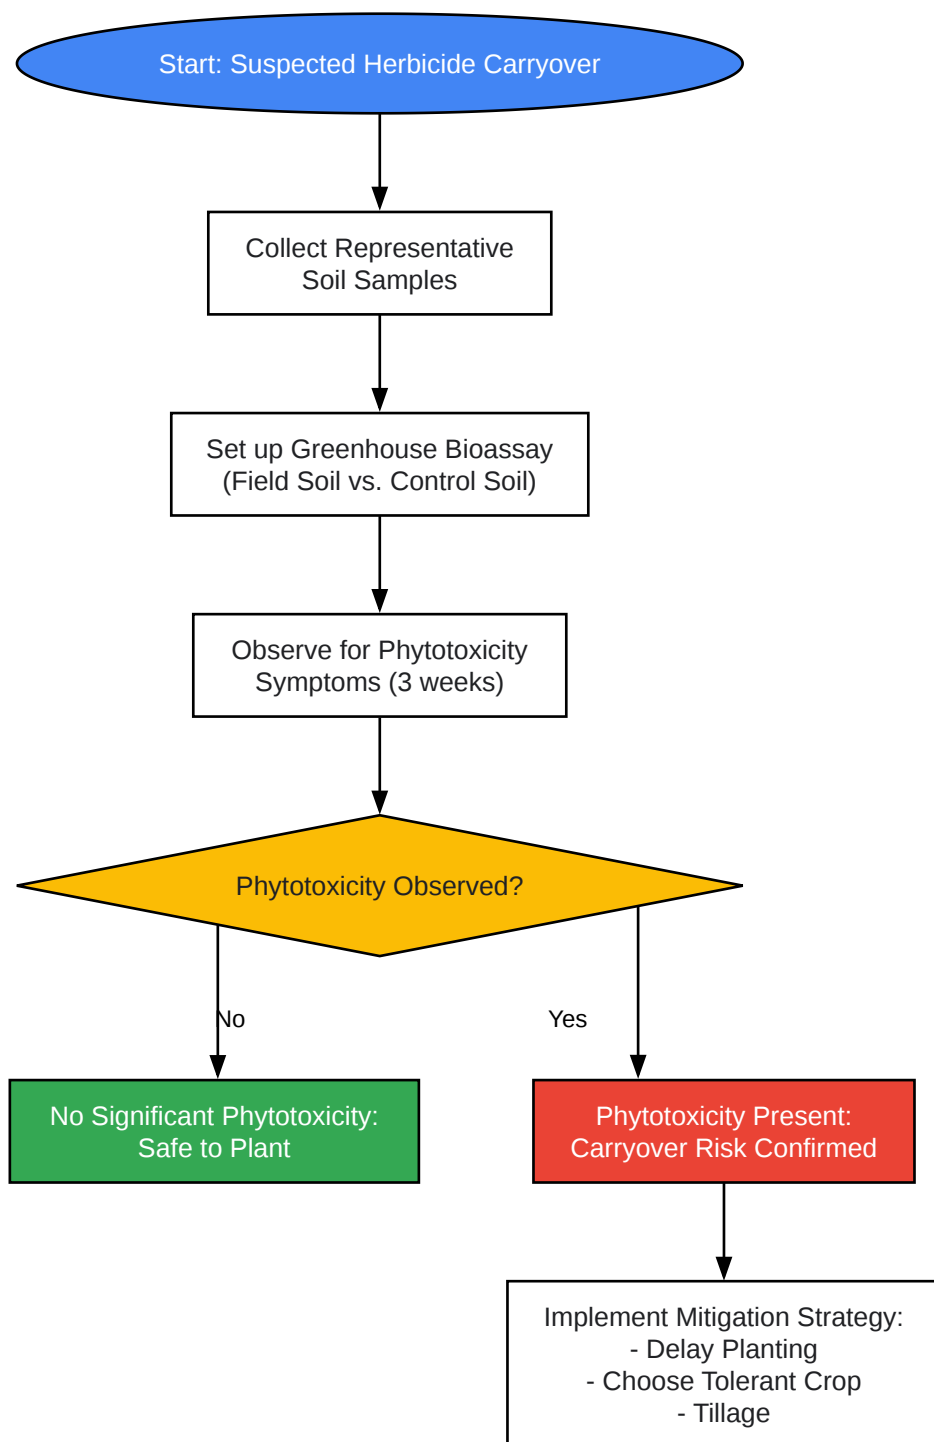 Start: Suspected Herbicide Carryover
Collect Representative
Soil Samples
Set up Greenhouse Bioassay
(Field Soil vs. Control Soil)
Observe for Phytotoxicity
Symptoms (3 weeks)
Phytotoxicity Observed?
No
Yes
No Significant Phytotoxicity:
Safe to Plant
Phytotoxicity Present:
Carryover Risk Confirmed
Implement Mitigation Strategy:
- Delay Planting
- Choose Tolerant Crop
- Tillage